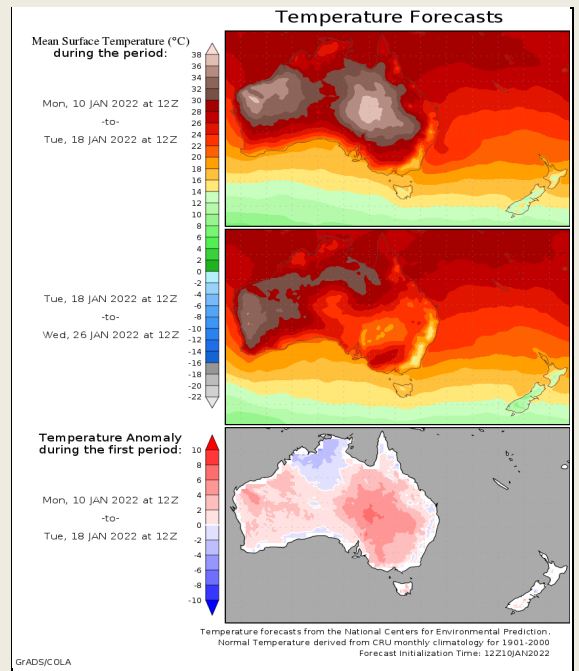 Temperature Forecasts
Mean Surface Temperature (°C)
during the period:
Mon, 10 JAN 2022 at 12Z
-to-
Tue, 18 JAN 2022 at 12Z
38
36
34
32
30
28
26
24
22
20
18
16
14
12
10
8
6
4
2
0
-2
-4
-6
-8
-10
-12
-14
-16
-18
-20
-22
Tue, 18 JAN 2022 at 12Z
-to-
Wed, 26 JAN 2022 at 12Z
Temperature Anomaly
during the first period:
Mon, 10 JAN 2022 at 12Z
-to-
Tue, 18 JAN 2022 at 12Z
10
8
6
4
2
0
-2
-4
-6
-8
-10
Temperature forecasts from the National Centers for Environmental Prediction.
Normal Temperature derived from CRU monthly climatology for 1901-2000
Forecast Initialization Time: 12Z10JAN2022
GrADS/COLA